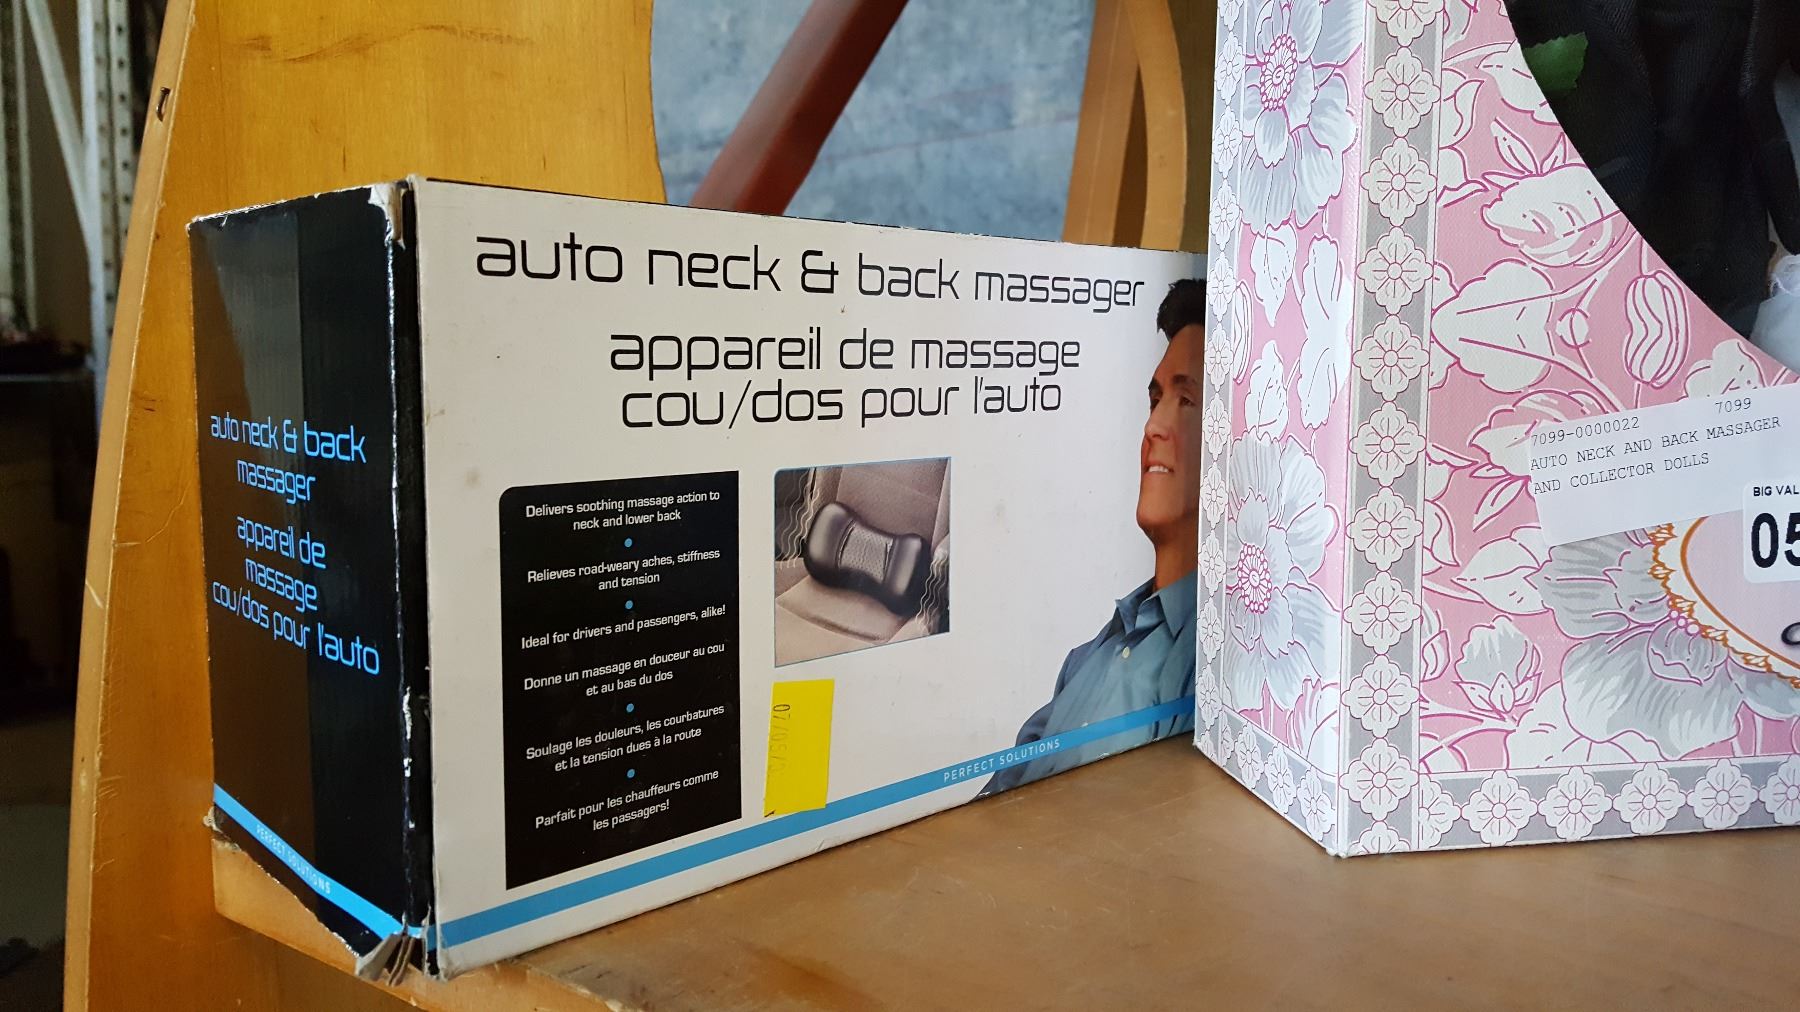 auto neck & back massager
appareil de massage
cou/dos pour l'auto
Delivers soothing massage action to
neck and lower back
Relieves road-weary aches, stiffness
and tension
Ideal for drivers and passengers, alike!
Donne un massage en douceur au cou
et au bas du dos
Soulage les douleurs, les courbatures
et la tension dues à la route
Parfait pour les chauffeurs comme
les passagers!
PERFECT SOLUTIONS
auto neck & back
massager
appareil de
massage
cou/dos pour l'auto
PERFECT SOLUTIONS
7099-0000022 7099
AUTO NECK AND BACK MASSAGER
AND COLLECTOR DOLLS
BIG VAL
05